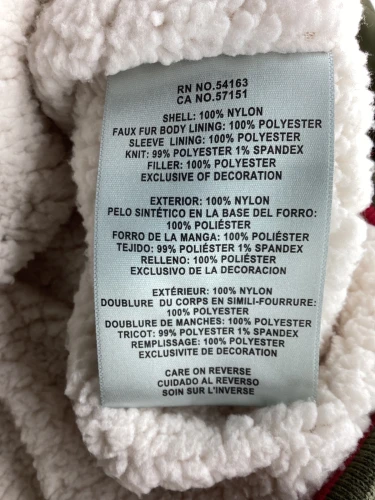 RN NO.54163
CA NO.57151
SHELL: 100% NYLON
FAUX FUR BODY LINING: 100% POLYESTER
SLEEVE LINING: 100% POLYESTER
KNIT: 99% POLYESTER 1% SPANDEX
FILLER: 100% POLYESTER
EXCLUSIVE OF DECORATION
EXTERIOR: 100% NYLON
PELO SINTÉTICO EN LA BASE DEL FORRO:
100% POLIÉSTER
FORRO DE LA MANGA: 100% POLIÉSTER
TEJIDO: 99% POLIÉSTER 1% SPANDEX
RELLENO: 100% POLIÉSTER
EXCLUSIVO DE LA DECORACION
EXTÉRIEUR: 100% NYLON
DOUBLURE DU CORPS EN SIMILI-FOURRURE:
100% POLYESTER
DOUBLURE DE MANCHES: 100% POLYESTER
TRICOT: 99% POLYESTER 1% SPANDEX
REMPLISSAGE: 100% POLYESTER
EXCLUSIVITE DE DECORATION
CARE ON REVERSE
CUIDADO AL REVERSO
SOIN SUR L'INVERSE